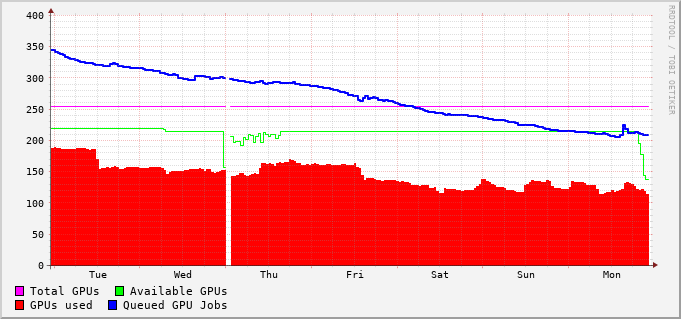 400
350
300
250
200
150
100
50
0
Tue Wed Thu Fri Sat Sun Mon
Total GPUs Available GPUs
GPUs used Queued GPU Jobs
RRDTOOL / TOBI OETIKER